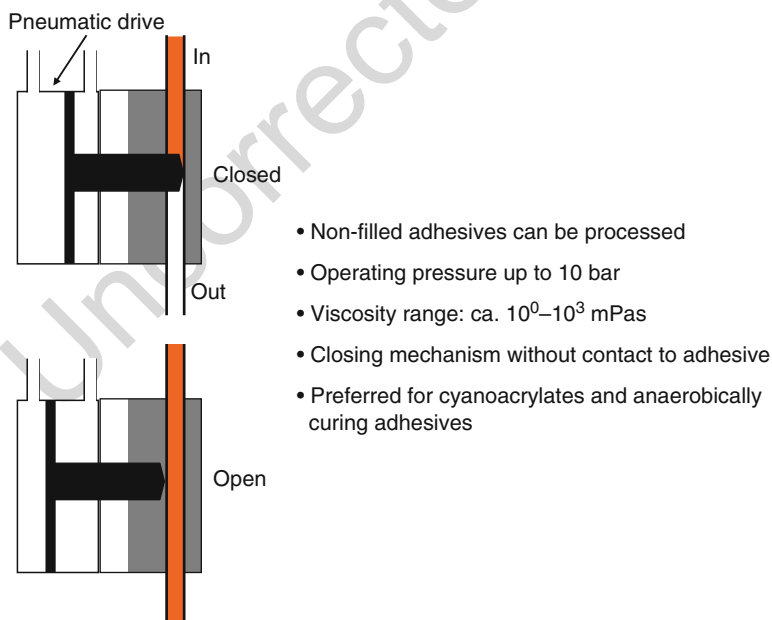 Pneumatic drive
In
Closed
Out
Open
• Non-filled adhesives can be processed
• Operating pressure up to 10 bar
• Viscosity range: ca. 10⁰–10³ mPas
• Closing mechanism without contact to adhesive
• Preferred for cyanoacrylates and anaerobically
curing adhesives
Uncorrecte